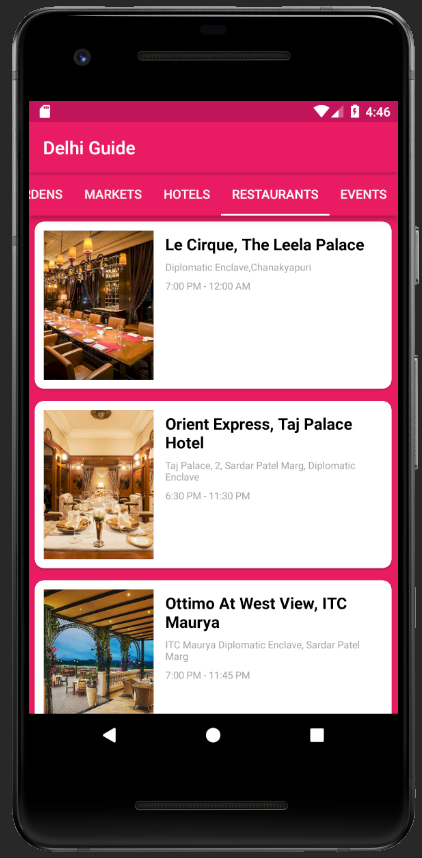 4:46
Delhi Guide
RDENS MARKETS HOTELS RESTAURANTS EVENTS
Le Cirque, The Leela Palace
Diplomatic Enclave,Chanakyapuri
7:00 PM - 12:00 AM
Orient Express, Taj Palace
Hotel
Taj Palace, 2, Sardar Patel Marg, Diplomatic
Enclave
6:30 PM - 11:30 PM
Ottimo At West View, ITC
Maurya
ITC Maurya Diplomatic Enclave, Sardar Patel
Marg
7:00 PM - 11:45 PM